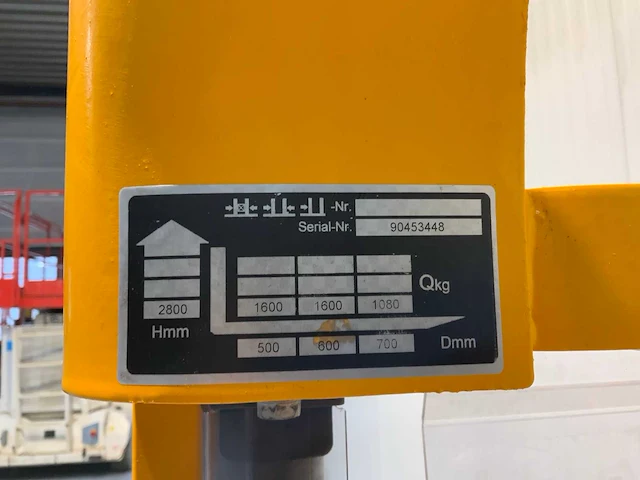 -Nr.
Serial-Nr. 90453448
Qkg
2800 1600 1600 1080
Hmm
500 600 700 Dmm